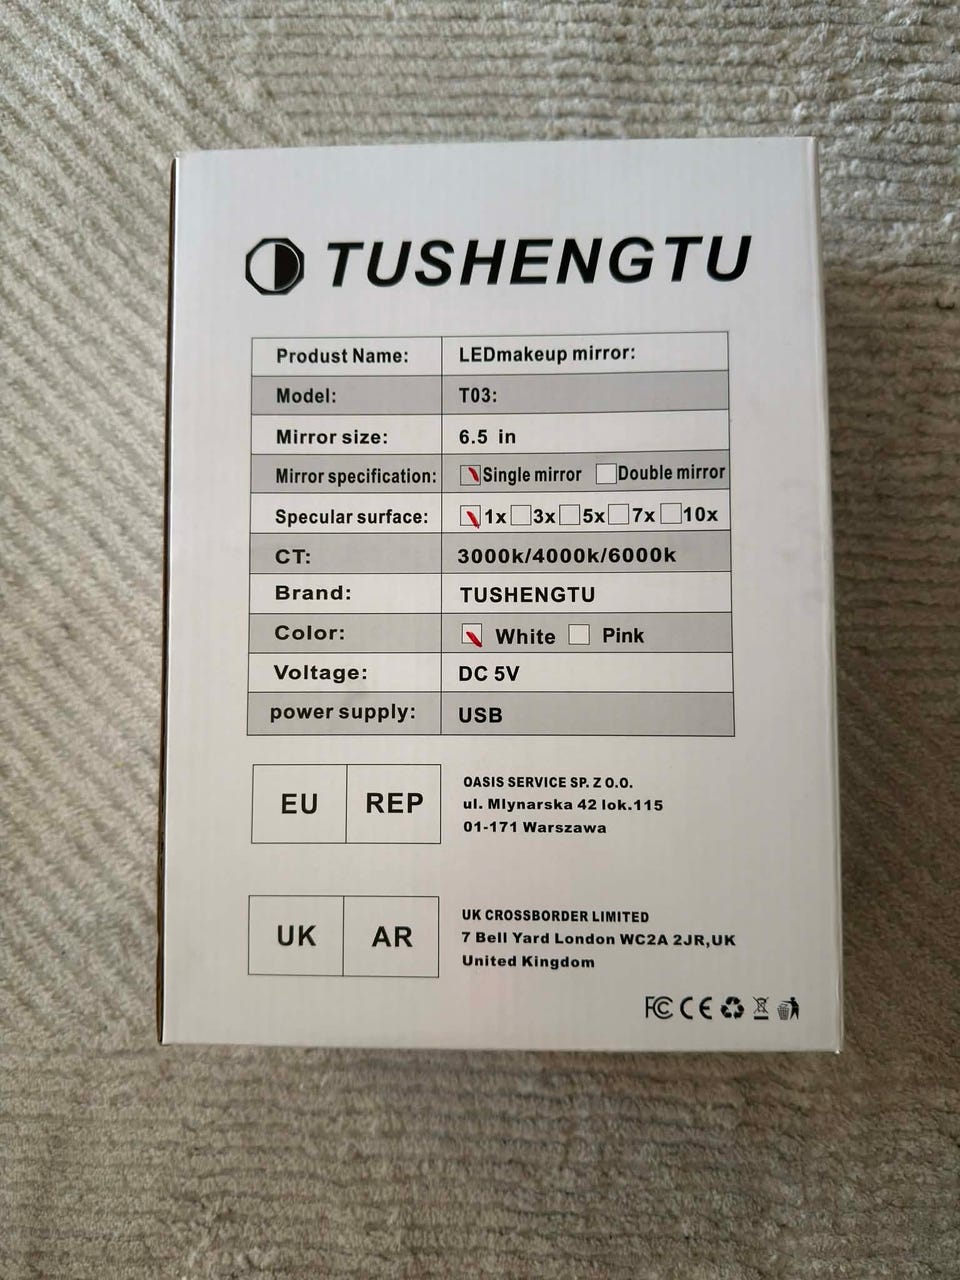 TUSHENGTU
Produst Name: LEDmakeup mirror:
Model: T03:
Mirror size: 6.5 in
Mirror specification: Single mirror Double mirror
Specular surface: 1x 3x 5x 7x 10x
CT: 3000k/4000k/6000k
Brand: TUSHENGTU
Color: White Pink
Voltage: DC 5V
power supply: USB
EU REP
OASIS SERVICE SP. Z O.O.
ul. Mlynarska 42 lok.115
01-171 Warszawa
UK AR
UK CROSSBORDER LIMITED
7 Bell Yard London WC2A 2JR,UK
United Kingdom
FC CE